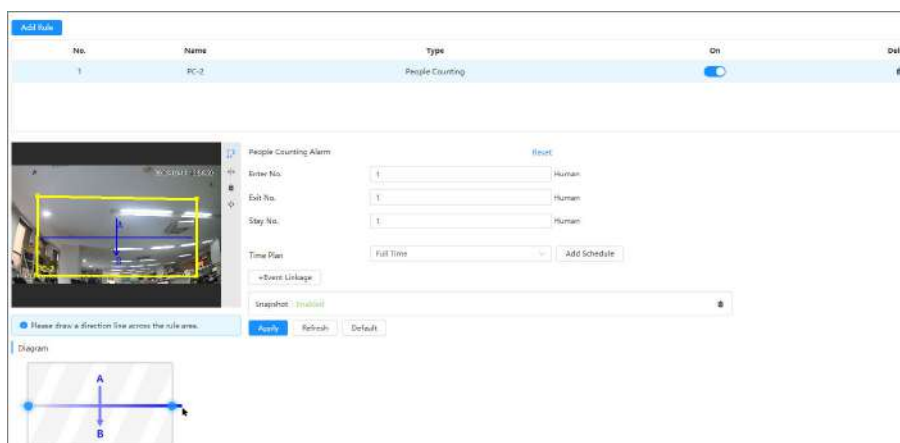 Add Rule
No. Name Type On Del
1 PC-2 People Counting
People Counting Alarm Reset
Enter No. 1 Human
Exit No. 1 Human
Stay No. 1 Human
Time Plan Full Time Add Schedule
+Event Linkage
Snapshot Enabled
Please draw a direction line across the rule area.
Apply Refresh Default
Diagram
A
B